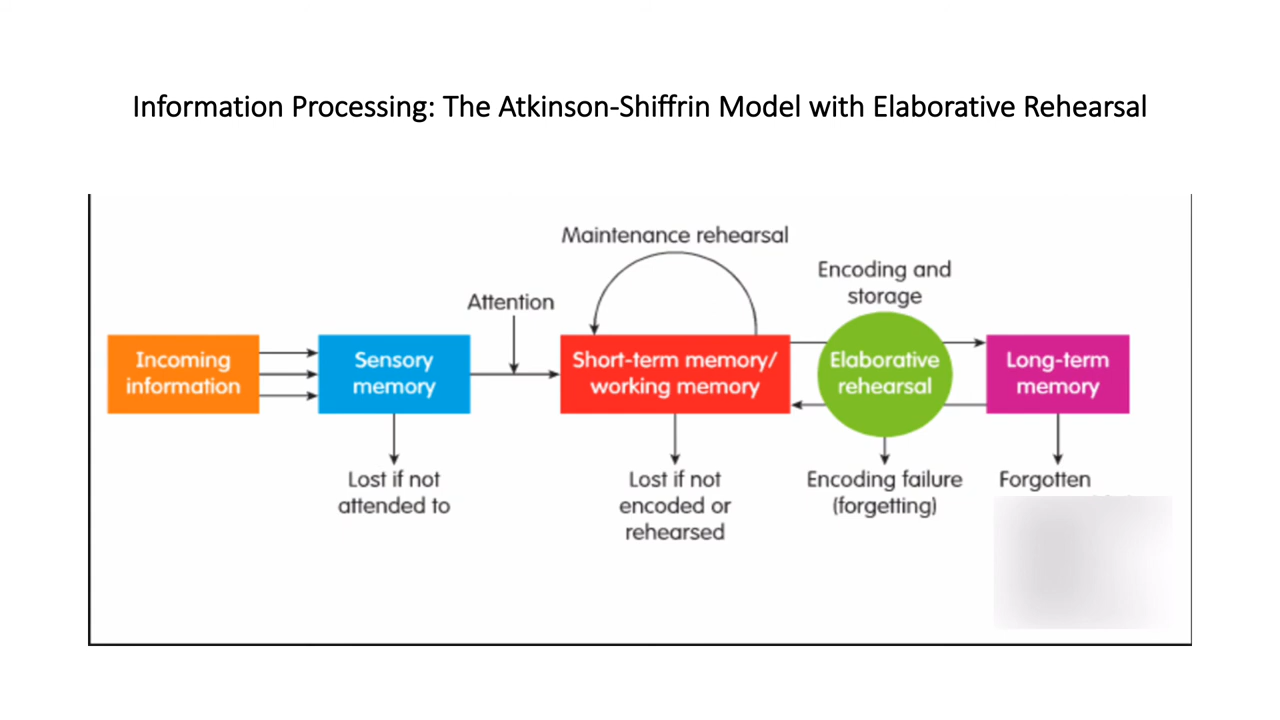 Information Processing: The Atkinson-Shiffrin Model with Elaborative Rehearsal
Maintenance rehearsal
Encoding and
storage
Attention
Incoming
information
Sensory
memory
Short-term memory/
working memory
Elaborative
rehearsal
Long-term
memory
Lost if not
attended to
Lost if not
encoded or
rehearsed
Encoding failure
(forgetting)
Forgotten